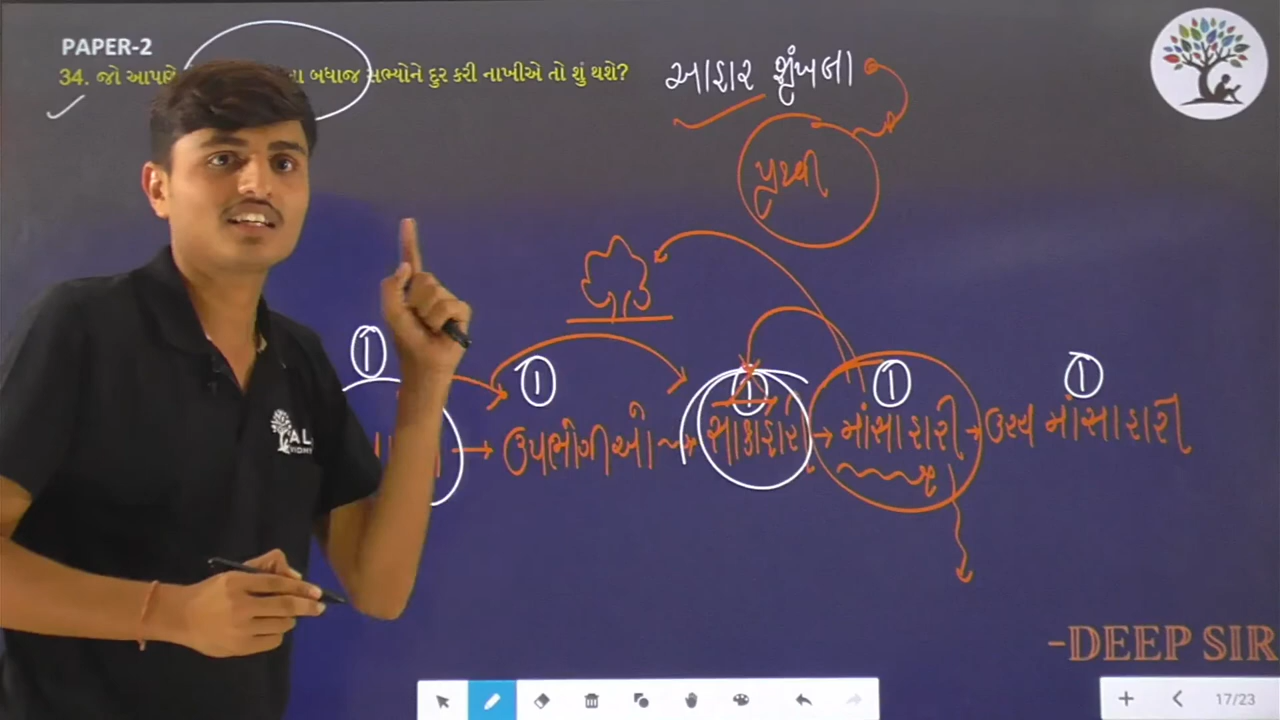 PAPER-2
34. જો આપણે બધાજ સભ્યોને દુર કરી નાખીએ તો શું થશે?
આહાર શૃંખલા
પૃથ્વી
1 1 1 1 1
ઉપભોગીઓ → સાકાહારી → માંસાહારી → ઉચ્ચ માંસાહારી
-DEEP SIR
17/23